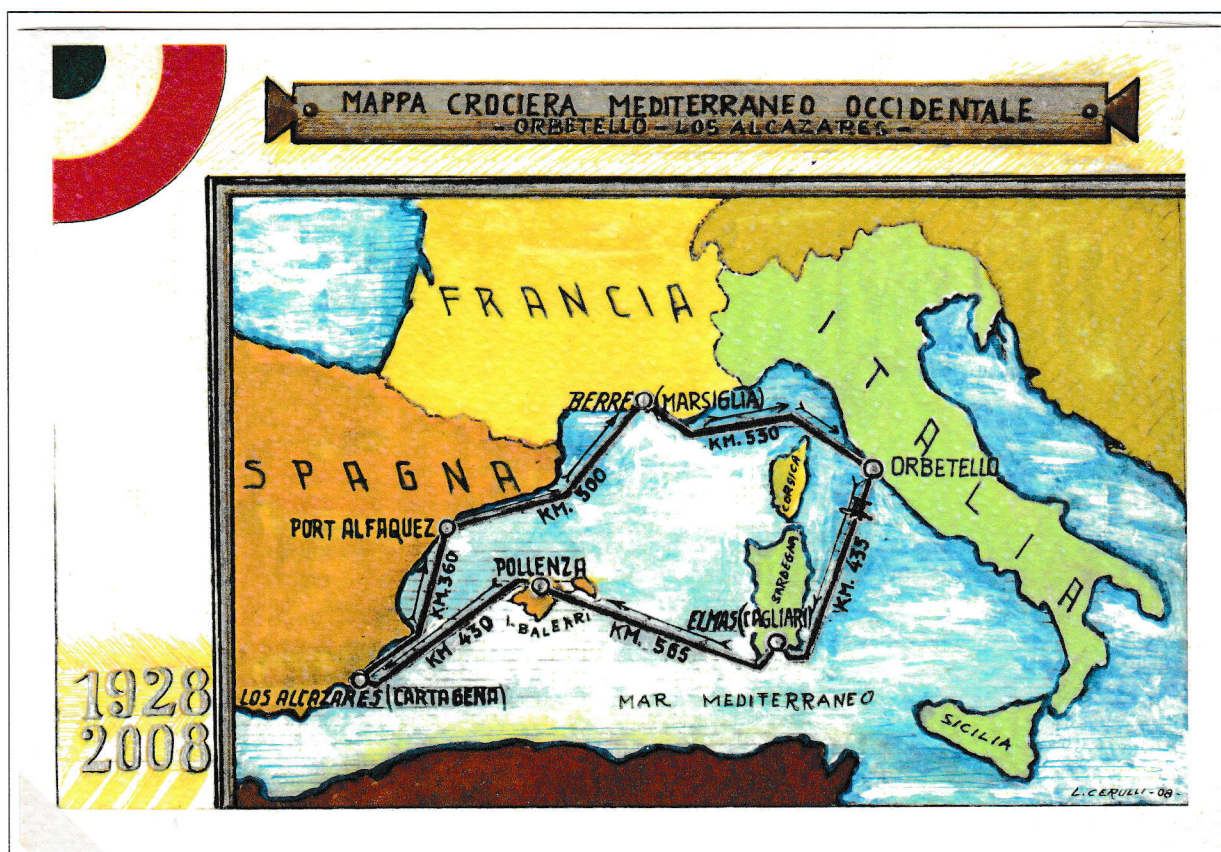 MAPPA CROCIERA MEDITERRANEO OCCIDENTALE
- ORBETELLO - LOS ALCAZARES -
FRANCIA
ITALIA
BERRE (MARSIGLIA)
KM. 530
CORSICA
ORBETELLO
SPAGNA
KM. 500
PORT ALFAQUEZ
KM. 360
POLLENZA
I. BALEARI
SARDEGNA
KM. 435
ELMAS (CAGLIARI)
KM. 565
KM 430
LOS ALCAZARES (CARTAGENA)
MAR MEDITERRANEO
SICILIA
1928
2008
L. CERULLI - 08 -